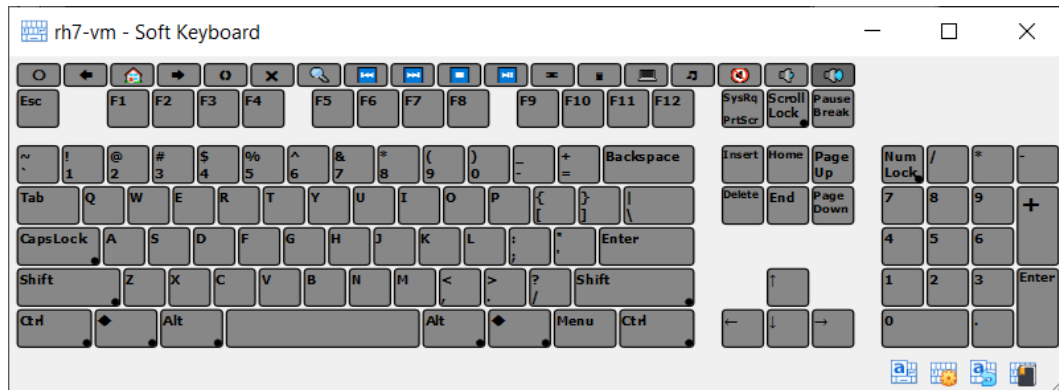 rh7-vm - Soft Keyboard
Esc F1 F2 F3 F4 F5 F6 F7 F8 F9 F10 F11 F12 SysRq PrtScr Scroll Lock Pause Break
~ ` ! 1 @ 2 # 3 $ 4 % 5 ^ 6 & 7 * 8 ( 9 ) 0 _ - + = Backspace Insert Home Page Up Num Lock / * -
Tab Q W E R T Y U I O P { [ } ] | \ Delete End Page Down 7 8 9 +
CapsLock A S D F G H J K L : ; " ' Enter 4 5 6
Shift Z X C V B N M < , > . ? / Shift ↑ 1 2 3 Enter
Ctrl ◆ Alt Alt ◆ Menu Ctrl ← ↓ → 0 .